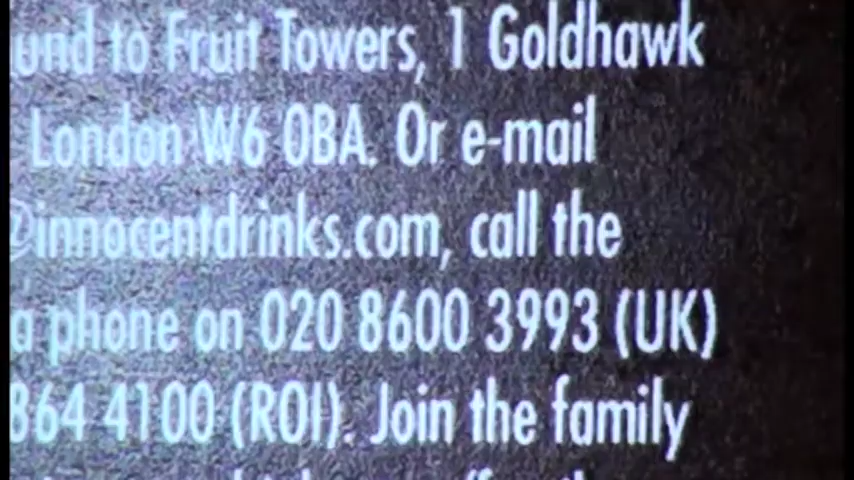 und to Fruit Towers, 1 Goldhawk
London W6 0BA. Or e-mail
@innocentdrinks.com, call the
a phone on 020 8600 3993 (UK)
864 4100 (ROI). Join the family